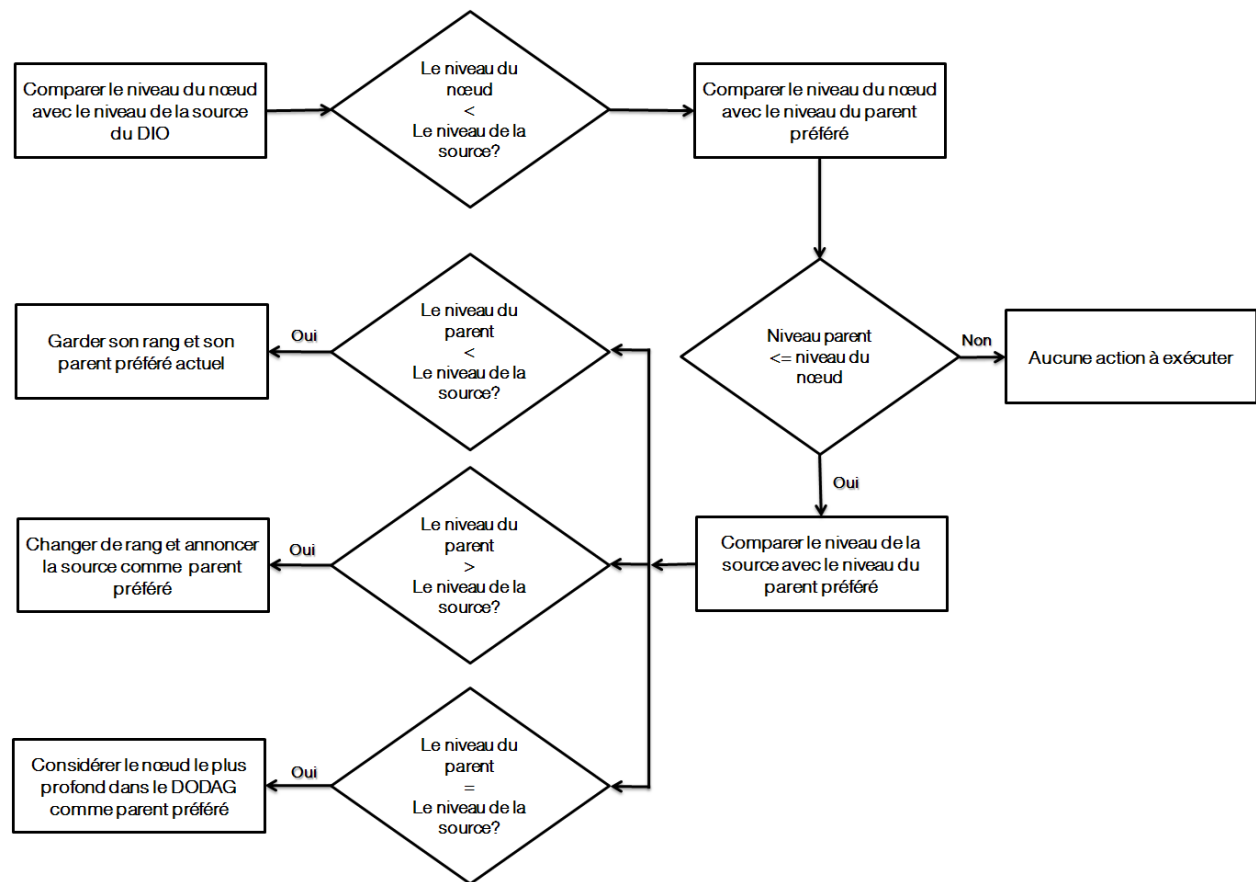 Comparer le niveau du nœud
avec le niveau de la source
du DIO
Le niveau du
nœud
<
Le niveau de la
source?
Comparer le niveau du nœud
avec le niveau du parent
préféré
Garder son rang et son
parent préféré actuel
Oui
Le niveau du
parent
<
Le niveau de la
source?
Niveau parent
<= niveau du
nœud
Non
Aucune action à exécuter
Oui
Changer de rang et annoncer
la source comme parent
préféré
Oui
Le niveau du
parent
>
Le niveau de la
source?
Comparer le niveau de la
source avec le niveau du
parent préféré
Considérer le nœud le plus
profond dans le DODAG
comme parent préféré
Oui
Le niveau du
parent
=
Le niveau de la
source?